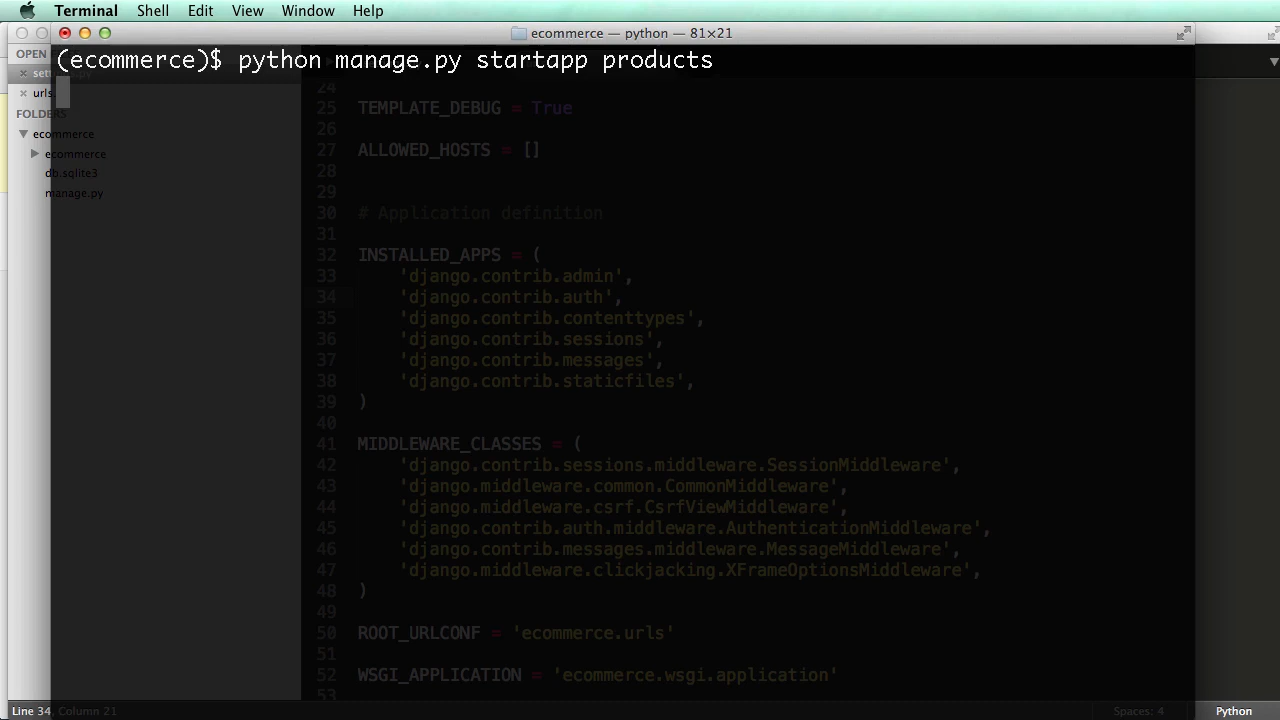 Terminal Shell Edit View Window Help
ecommerce — python — 81×21
(ecommerce)$ python manage.py startapp products
OPEN F
settings.py
urls
FOLDERS
ecommerce
ecommerce
db.sqlite3
manage.py
24
25 TEMPLATE_DEBUG = True
26
27 ALLOWED_HOSTS = []
28
29
30 # Application definition
31
32 INSTALLED_APPS = (
33 'django.contrib.admin',
34 'django.contrib.auth',
35 'django.contrib.contenttypes',
36 'django.contrib.sessions',
37 'django.contrib.messages',
38 'django.contrib.staticfiles',
39 )
40
41 MIDDLEWARE_CLASSES = (
42 'django.contrib.sessions.middleware.SessionMiddleware',
43 'django.middleware.common.CommonMiddleware',
44 'django.middleware.csrf.CsrfViewMiddleware',
45 'django.contrib.auth.middleware.AuthenticationMiddleware',
46 'django.contrib.messages.middleware.MessageMiddleware',
47 'django.middleware.clickjacking.XFrameOptionsMiddleware',
48 )
49
50 ROOT_URLCONF = 'ecommerce.urls'
51
52 WSGI_APPLICATION = 'ecommerce.wsgi.application'
53
Line 34, Column 21 Spaces: 4 Python